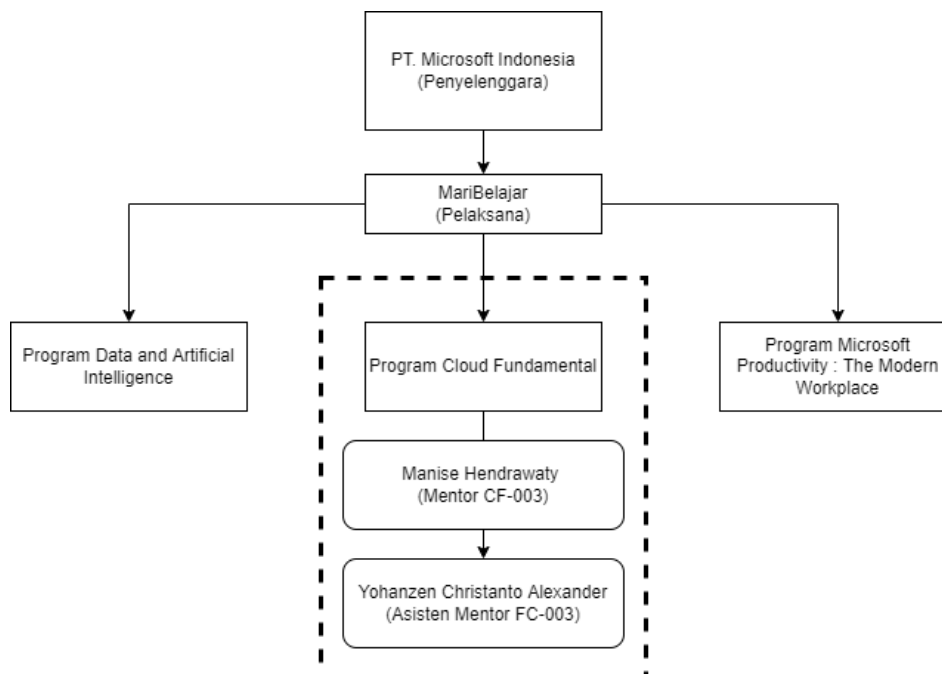 PT. Microsoft Indonesia
(Penyelenggara)
MariBelajar
(Pelaksana)
Program Data and Artificial
Intelligence
Program Cloud Fundamental
Program Microsoft
Productivity : The Modern
Workplace
Manise Hendrawaty
(Mentor CF-003)
Yohanzen Christanto Alexander
(Asisten Mentor FC-003)